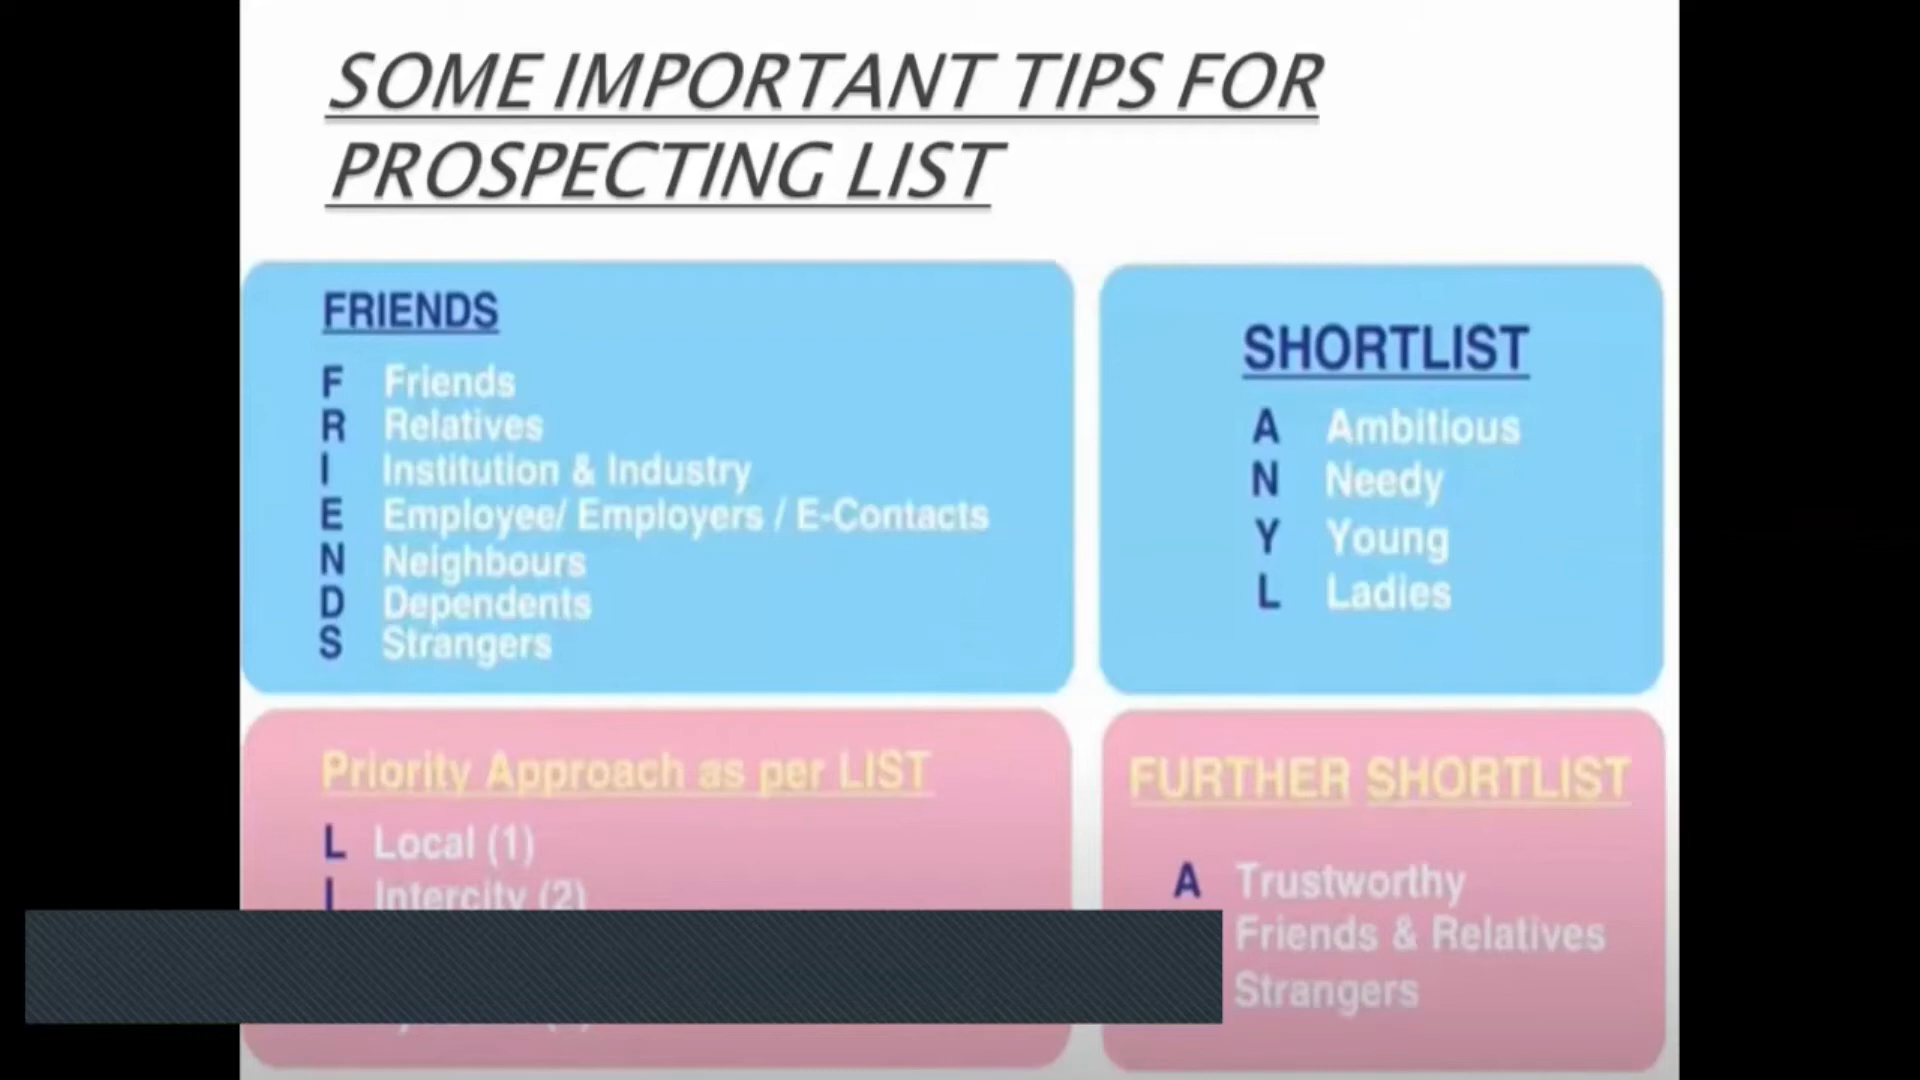 SOME IMPORTANT TIPS FOR
PROSPECTING LIST
FRIENDS
F Friends
R Relatives
I Institution & Industry
E Employee/ Employers / E-Contacts
N Neighbours
D Dependents
S Strangers
SHORTLIST
A Ambitious
N Needy
Y Young
L Ladies
Priority Approach as per LIST
L Local (1)
I Intercity (2)
FURTHER SHORTLIST
A Trustworthy
Friends & Relatives
Strangers